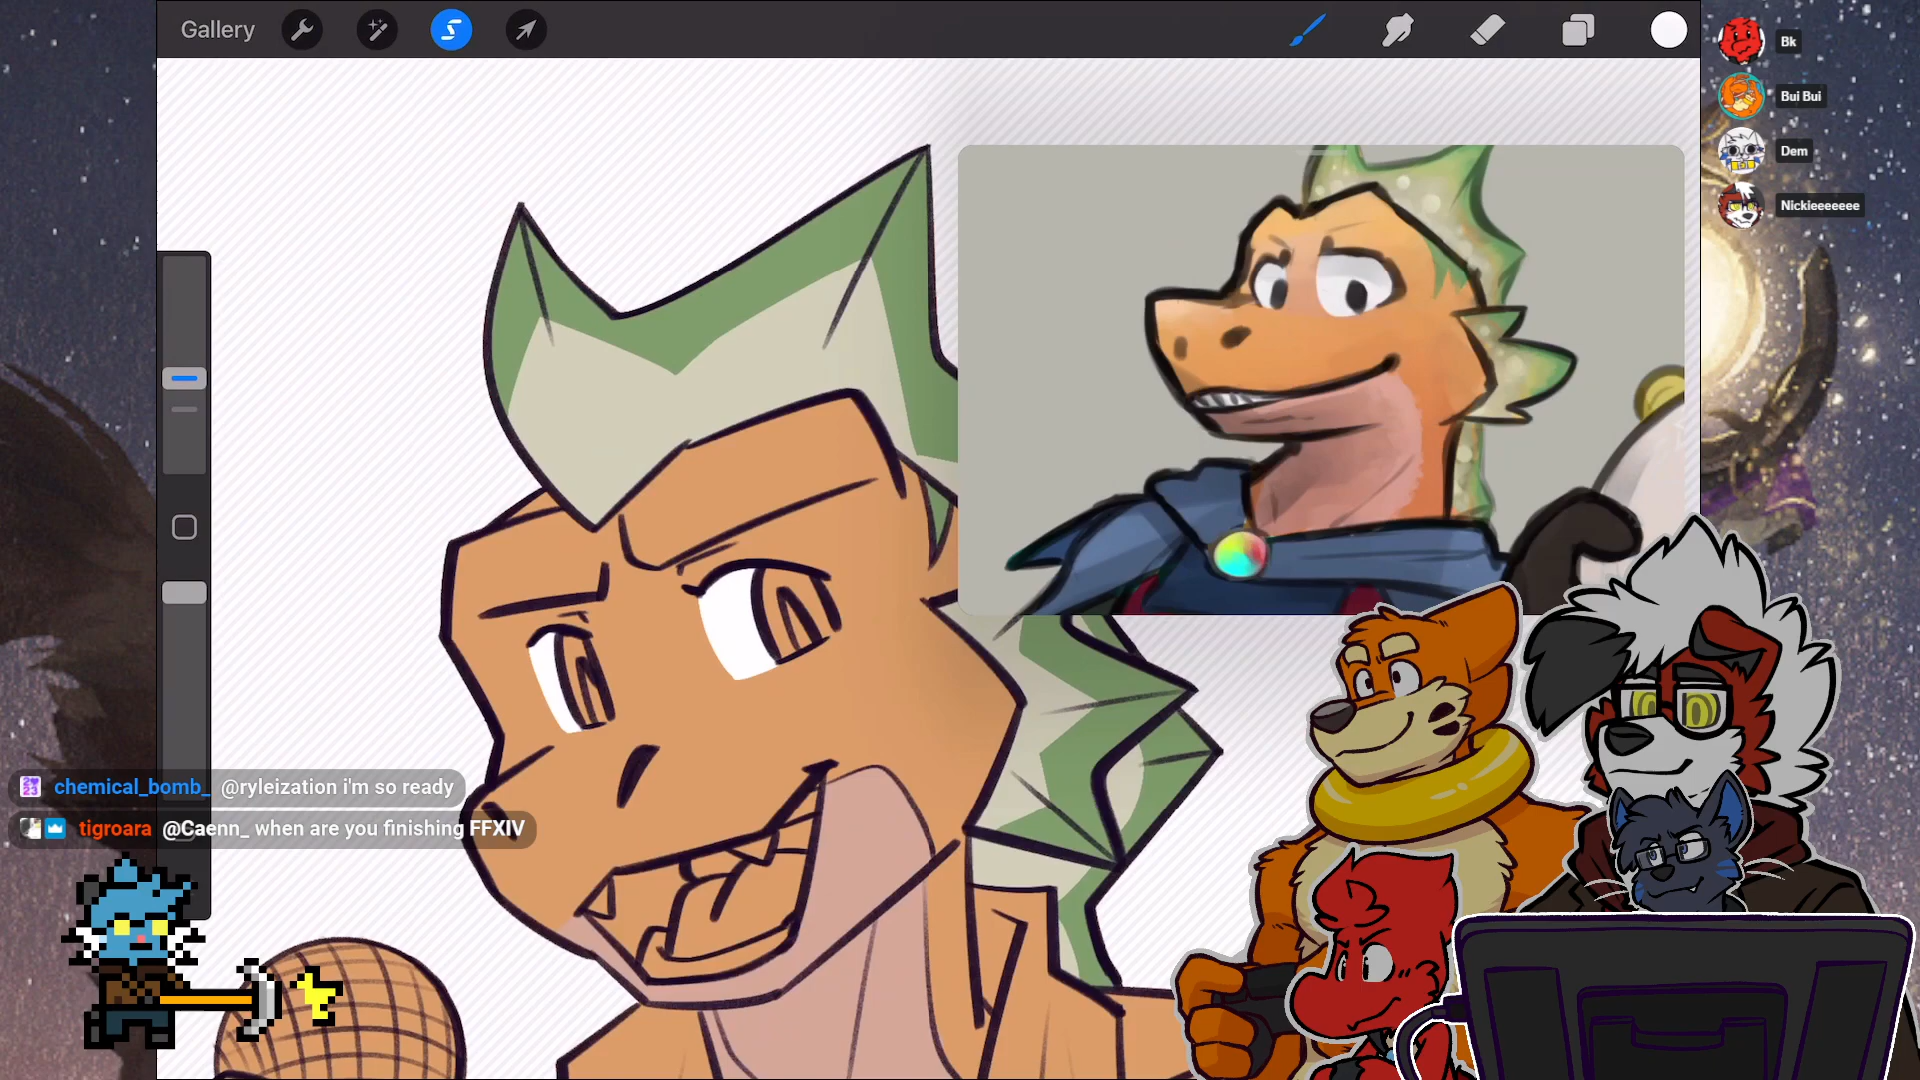 Gallery
Bk
Bui Bui
Dem
Nickieeeeeee
chemical_bomb_ @ryleization i'm so ready
tigroara @Caenn_ when are you finishing FFXIV